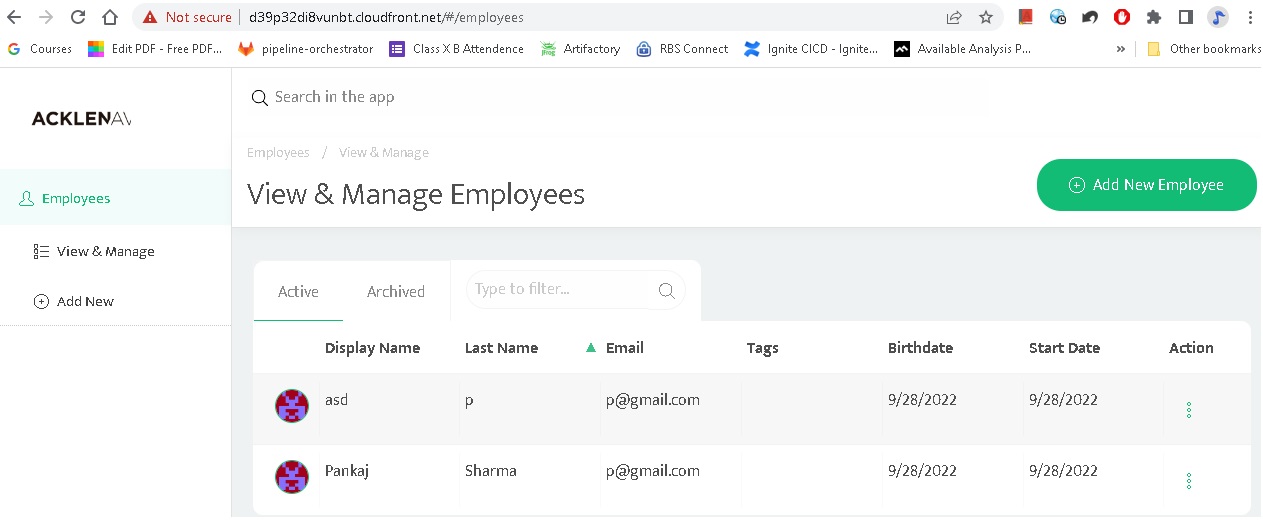 Not secure | d39p32di8vunbt.cloudfront.net/#/employees
Courses Edit PDF - Free PDF... pipeline-orchestrator Class X B Attendence Artifactory RBS Connect Ignite CICD - Ignite... Available Analysis P... » Other bookmarks
ACKLENAV
Search in the app
Employees / View & Manage
View & Manage Employees
Add New Employee
Employees
View & Manage
Add New
Active Archived Type to filter...
Display Name Last Name Email Tags Birthdate Start Date Action
asd p p@gmail.com 9/28/2022 9/28/2022
Pankaj Sharma p@gmail.com 9/28/2022 9/28/2022